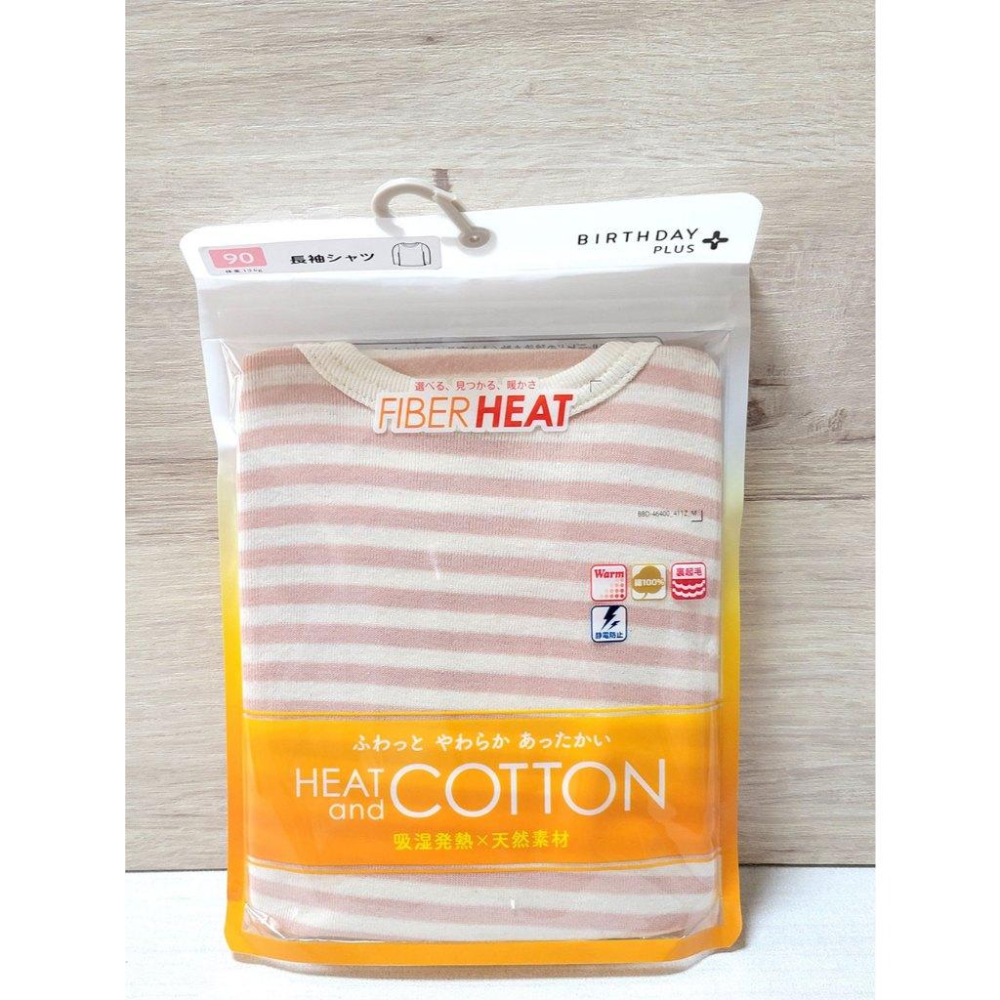 90
長袖シャツ
BIRTHDAY
PLUS
選べる、見つかる、暖かさ
FIBER HEAT
BBD-46400_4112_M
Warm
綿100%
裏起毛
静電防止
ふわっと やわらか あったかい
HEAT
and COTTON
吸湿発熱×天然素材